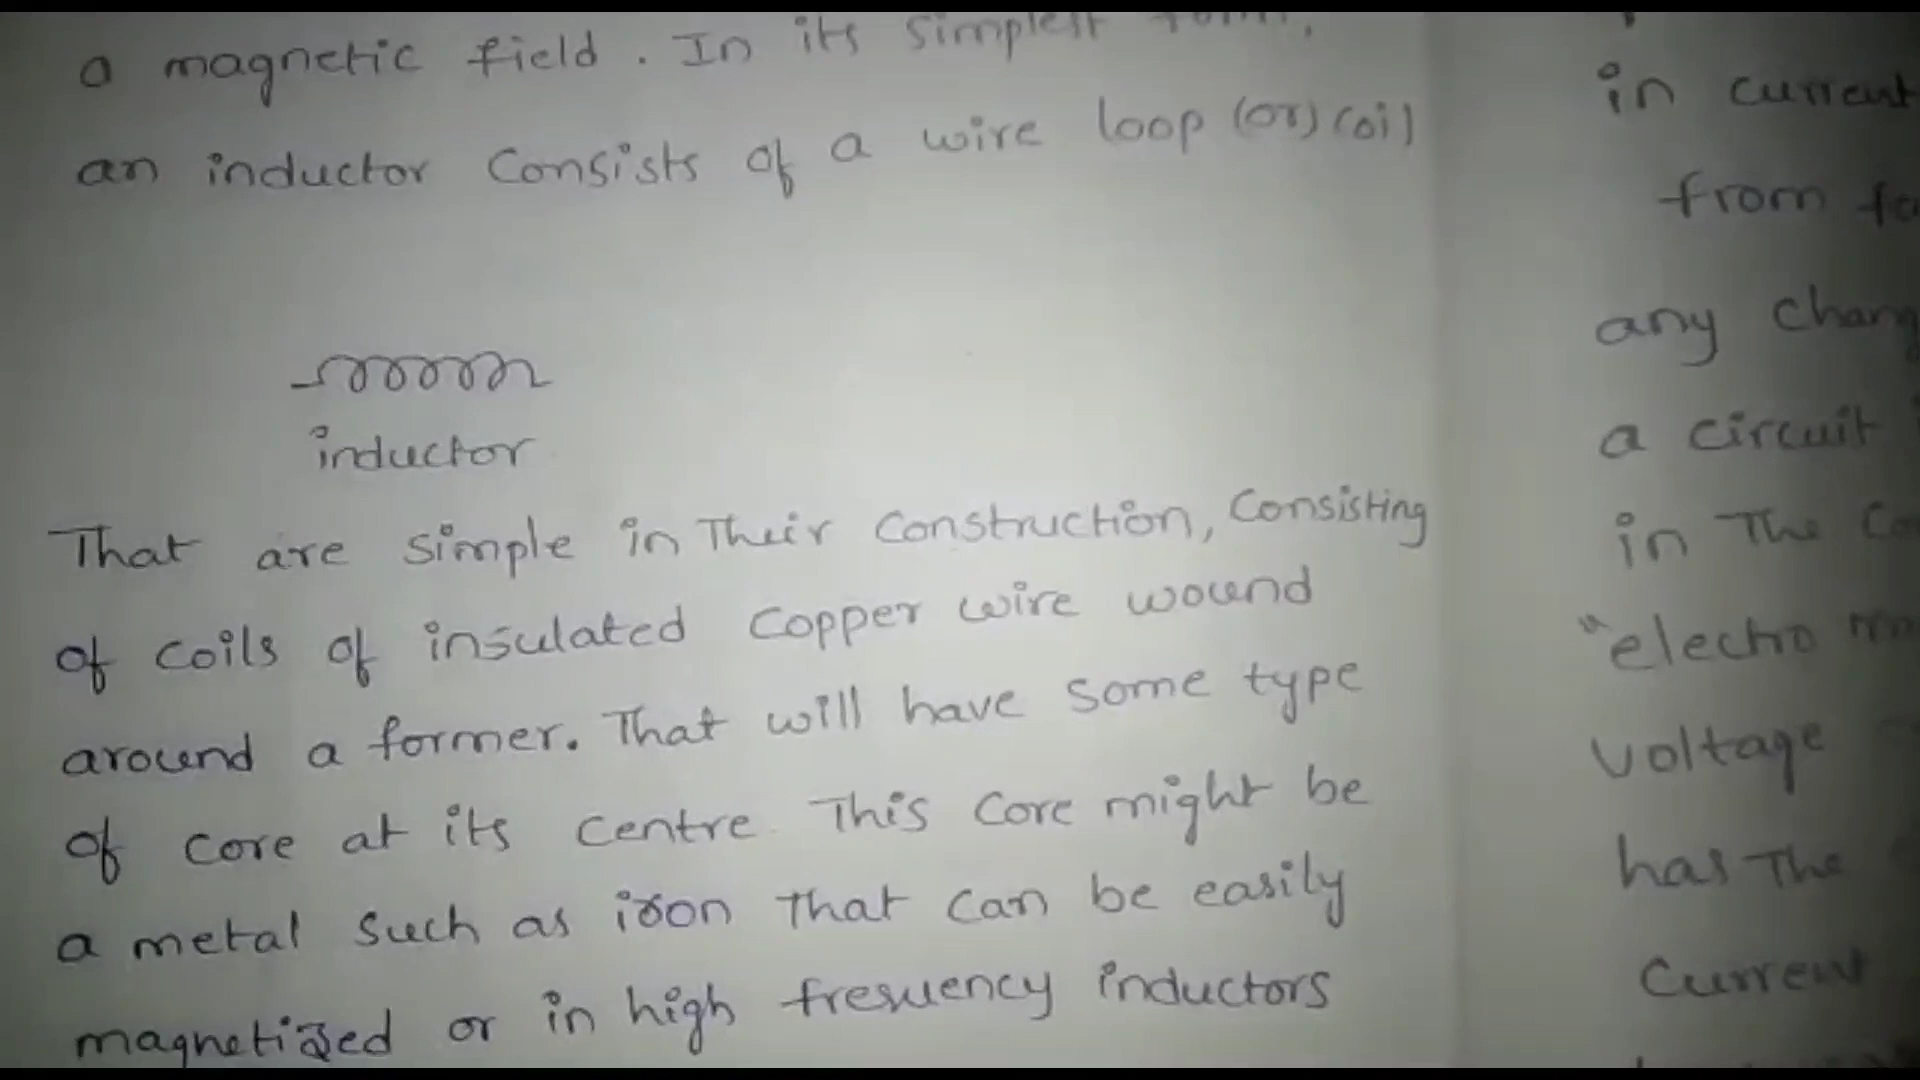 a magnetic field. In its simplest form,
an inductor consists of a wire loop (or) coil
inductor
That are simple in Their construction, consisting
of coils of insulated copper wire wound
around a former. That will have some type
of core at its centre. This core might be
a metal such as iron that can be easily
magnetized or in high frequency inductors
in current
from
any
a circuit
in The
"electro
voltage
has The
Current